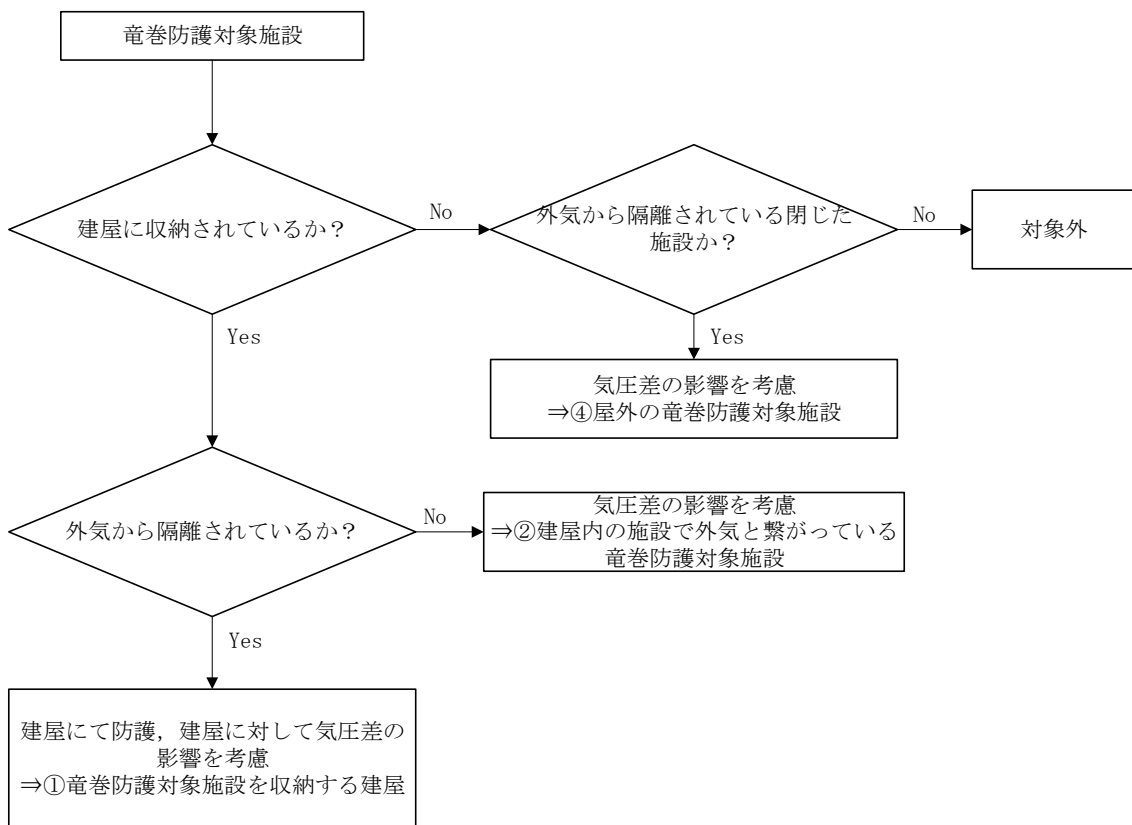 竜巻防護対象施設
建屋に収納されているか？
No
外気から隔離されている閉じた
施設か？
No
対象外
Yes
Yes
気圧差の影響を考慮
⇒④屋外の竜巻防護対象施設
外気から隔離されているか？
No
気圧差の影響を考慮
⇒②建屋内の施設で外気と繋がっている
竜巻防護対象施設
Yes
建屋にて防護，建屋に対して気圧差の
影響を考慮
⇒①竜巻防護対象施設を収納する建屋